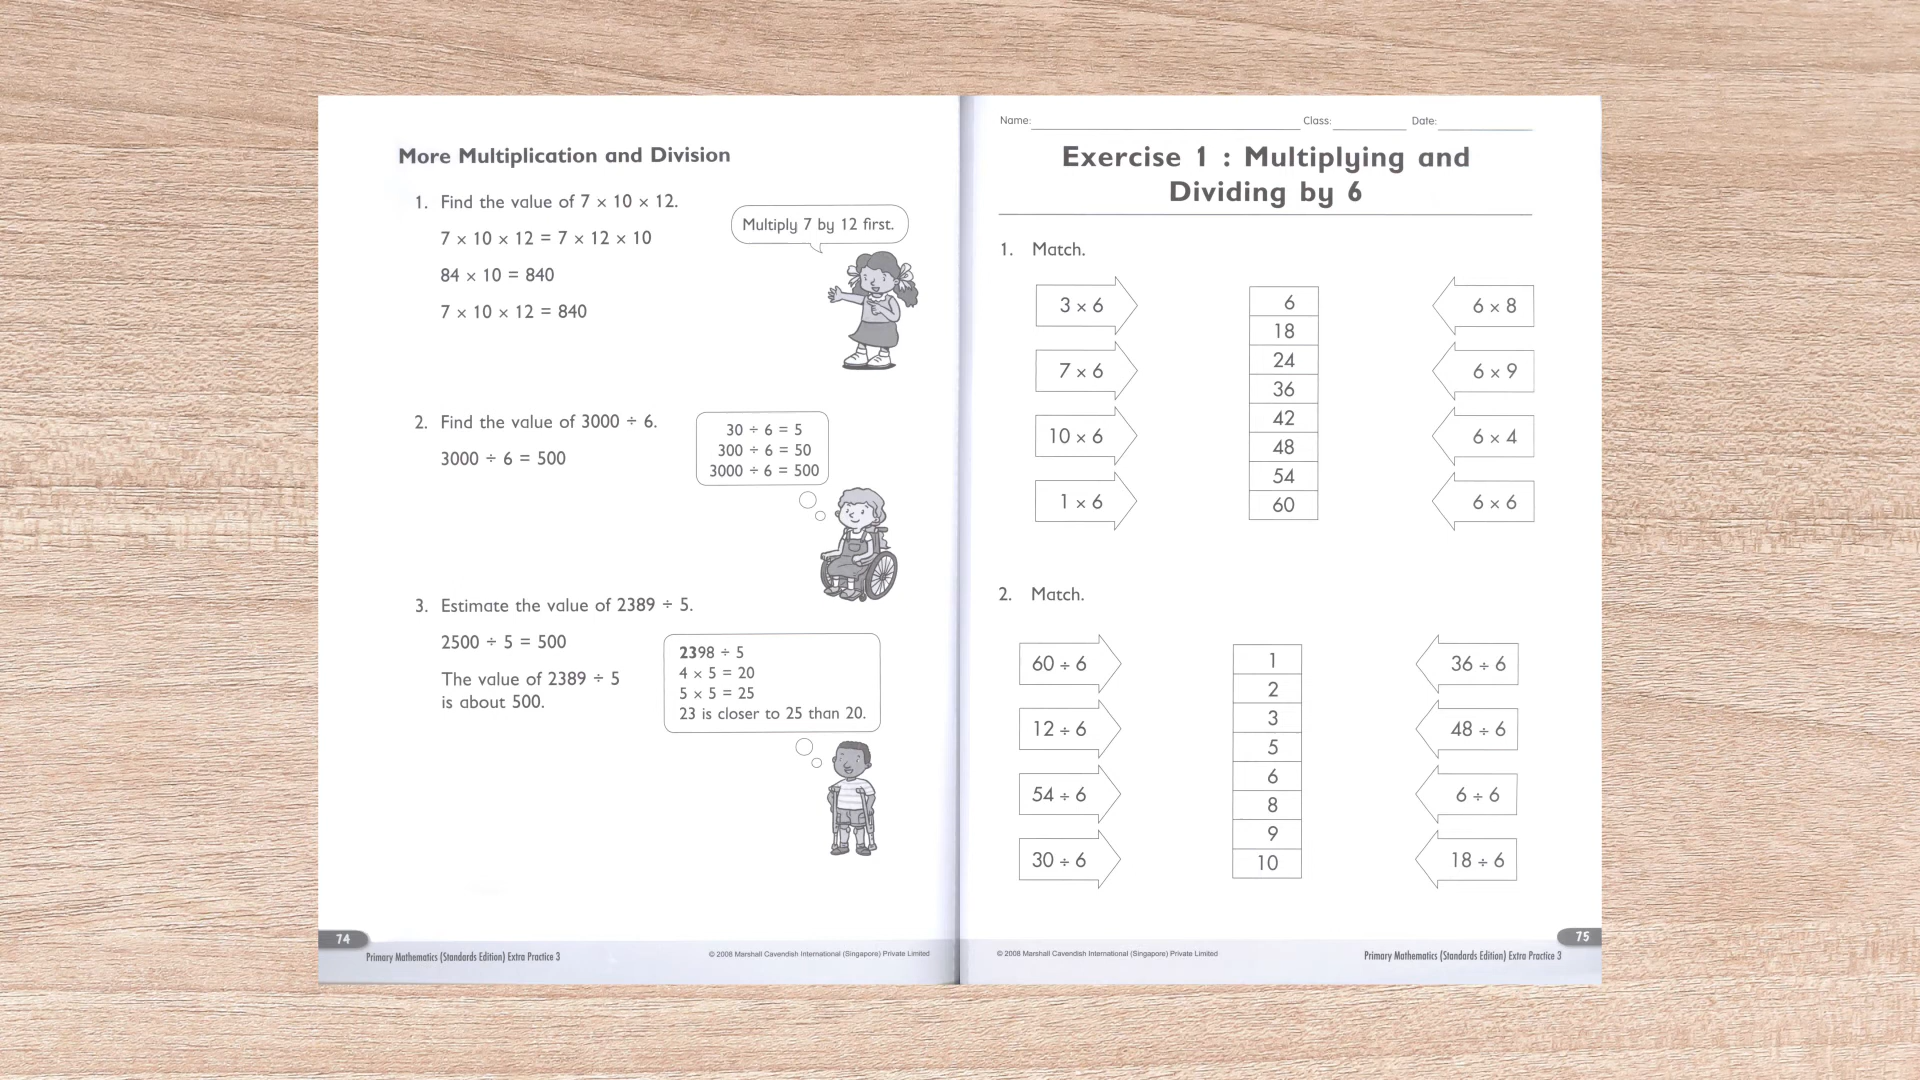 More Multiplication and Division
1. Find the value of 7 × 10 × 12.
7 × 10 × 12 = 7 × 12 × 10
84 × 10 = 840
7 × 10 × 12 = 840
Multiply 7 by 12 first.
2. Find the value of 3000 ÷ 6.
3000 ÷ 6 = 500
30 ÷ 6 = 5
300 ÷ 6 = 50
3000 ÷ 6 = 500
3. Estimate the value of 2389 ÷ 5.
2500 ÷ 5 = 500
The value of 2389 ÷ 5
is about 500.
2398 ÷ 5
4 × 5 = 20
5 × 5 = 25
23 is closer to 25 than 20.
74
Primary Mathematics (Standards Edition) Extra Practice 3
© 2008 Marshall Cavendish International (Singapore) Private Limited
Name: Class: Date:
Exercise 1 : Multiplying and
Dividing by 6
1. Match.
3 × 6
7 × 6
10 × 6
1 × 6
6
18
24
36
42
48
54
60
6 × 8
6 × 9
6 × 4
6 × 6
2. Match.
60 ÷ 6
12 ÷ 6
54 ÷ 6
30 ÷ 6
1
2
3
5
6
8
9
10
36 ÷ 6
48 ÷ 6
6 ÷ 6
18 ÷ 6
75
© 2008 Marshall Cavendish International (Singapore) Private Limited
Primary Mathematics (Standards Edition) Extra Practice 3